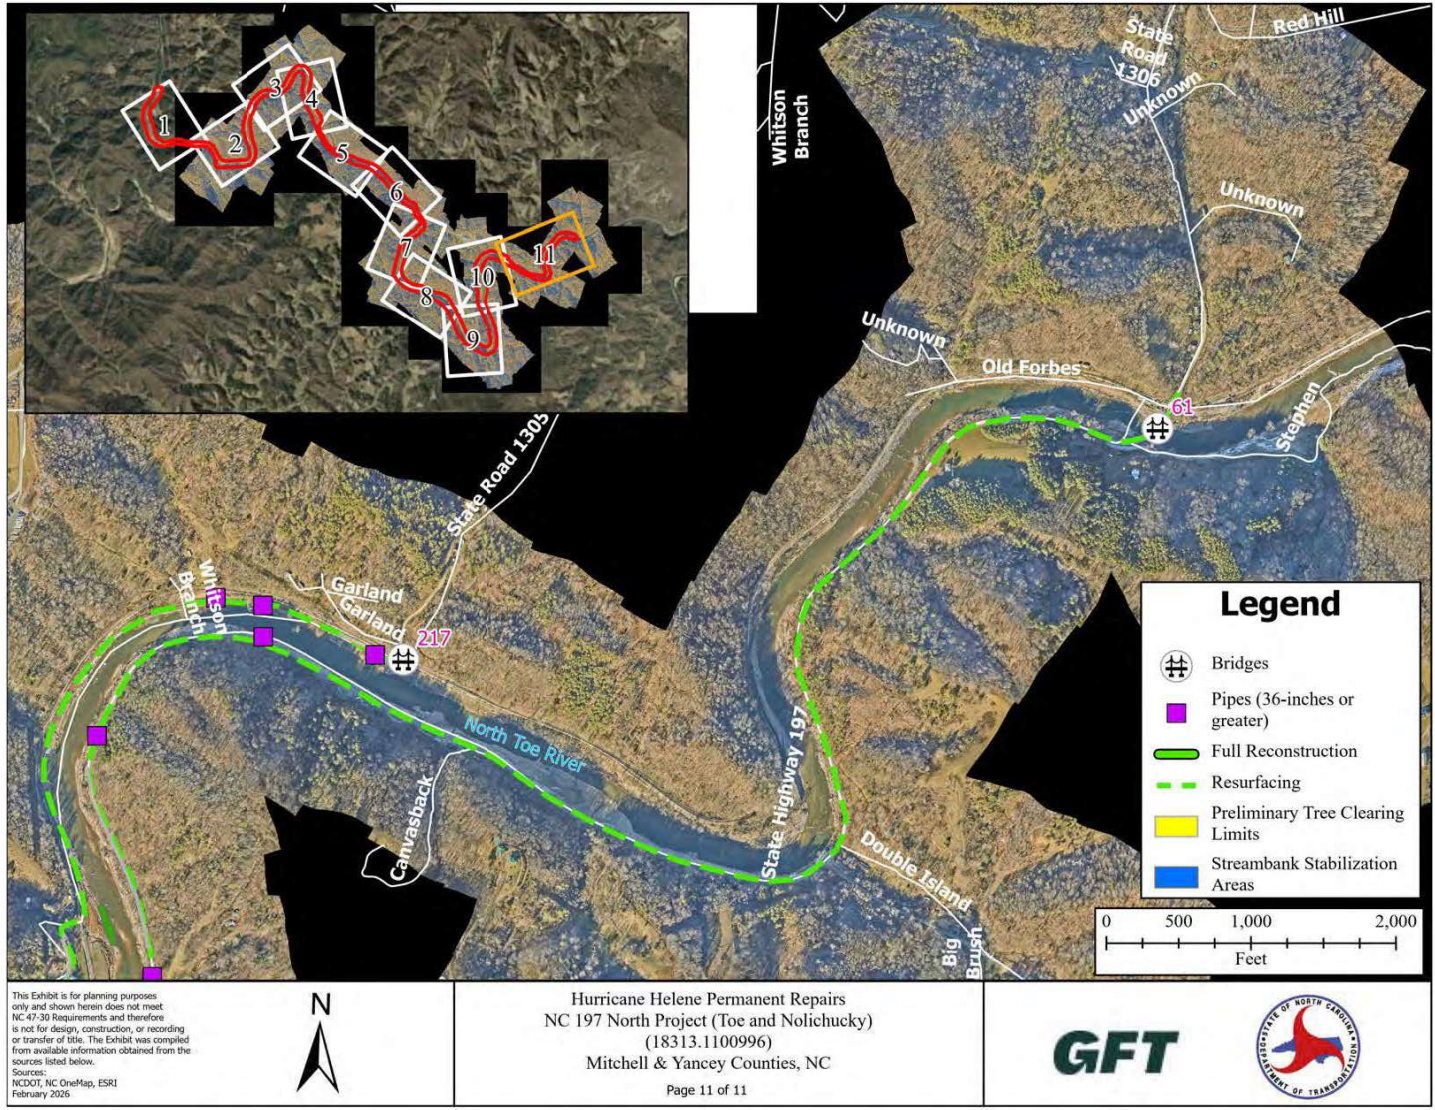 1
2
3
4
5
6
7
8
9
10
11
Whitson
Branch
State
Road
1306
Red Hill
Unknown
Unknown
Unknown
Old Forbes
61
Stephen
State Road 1305
Whitson
Branch
Garland
Garland
217
North Toe River
Canvasback
State Highway 197
Double Island
Big
Brush
Legend
Bridges
Pipes (36-inches or
greater)
Full Reconstruction
Resurfacing
Preliminary Tree Clearing
Limits
Streambank Stabilization
Areas
0 500 1,000 2,000
Feet
This Exhibit is for planning purposes
only and shown herein does not meet
NC 47-30 Requirements and therefore
is not for design, construction, or recording
or transfer of title. The Exhibit was compiled
from available information obtained from the
sources listed below.
Sources:
NCDOT, NC OneMap, ESRI
February 2026
N
Hurricane Helene Permanent Repairs
NC 197 North Project (Toe and Nolichucky)
(18313.1100996)
Mitchell & Yancey Counties, NC
Page 11 of 11
GFT
STATE OF NORTH CAROLINA
DEPARTMENT OF TRANSPORTATION